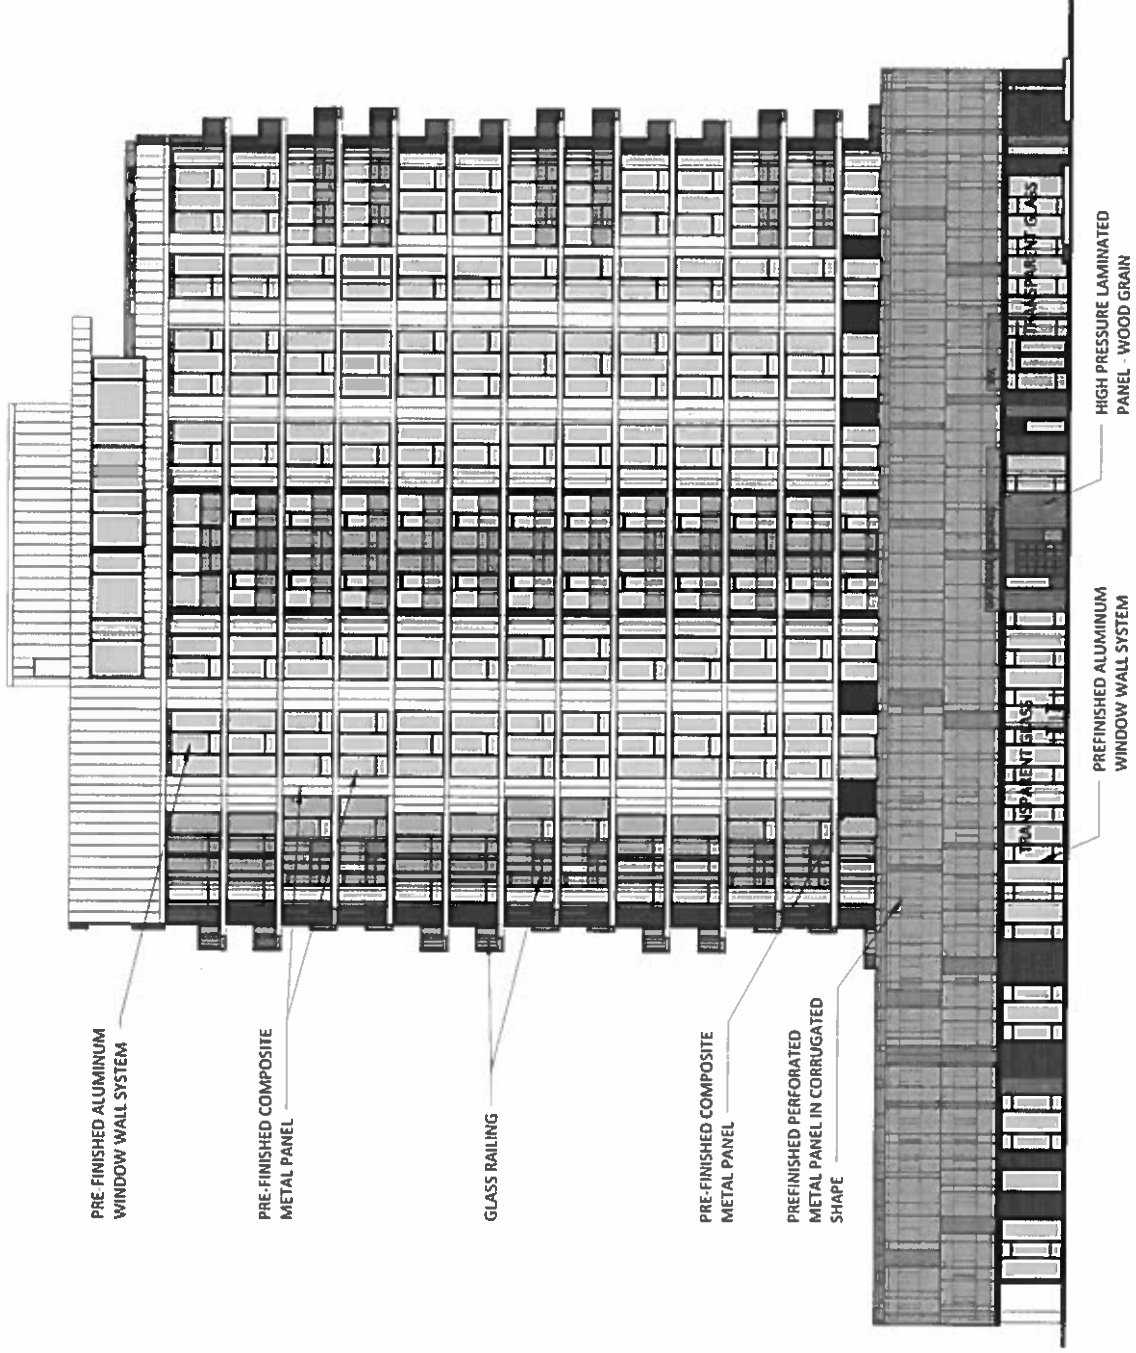 PRE-FINISHED ALUMINUM
WINDOW WALL SYSTEM
PRE-FINISHED COMPOSITE
METAL PANEL
GLASS RAILING
PRE-FINISHED COMPOSITE
METAL PANEL
PREFINISHED PERFORATED
METAL PANEL IN CORRUGATED
SHAPE
TRANSPARENT GLASS
TRANSPARENT GLASS
PREFINISHED ALUMINUM
WINDOW WALL SYSTEM
HIGH PRESSURE LAMINATED
PANEL - WOOD GRAIN